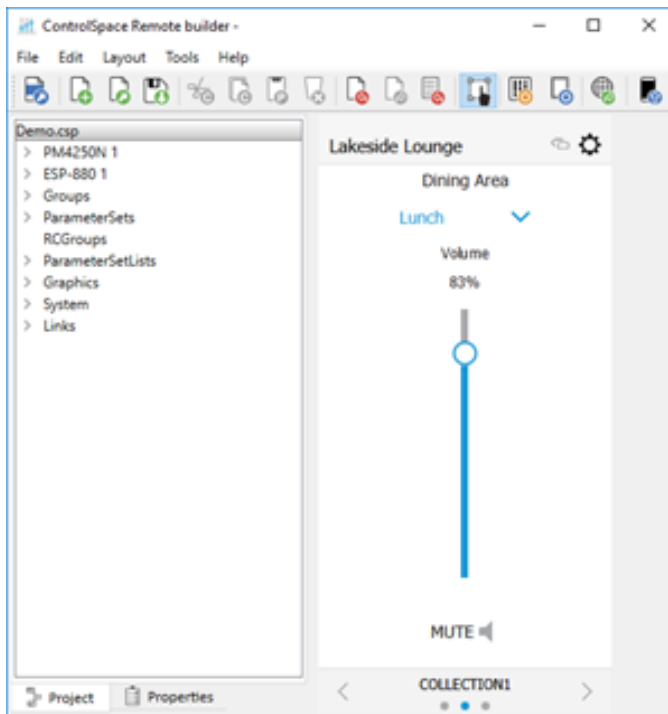 ControlSpace Remote builder -
File Edit Layout Tools Help
Demo.csp
PM4250N 1
ESP-880 1
Groups
ParameterSets
RCGroups
ParameterSetLists
Graphics
System
Links
Project Properties
Lakeside Lounge
Dining Area
Lunch
Volume
83%
MUTE
COLLECTION1